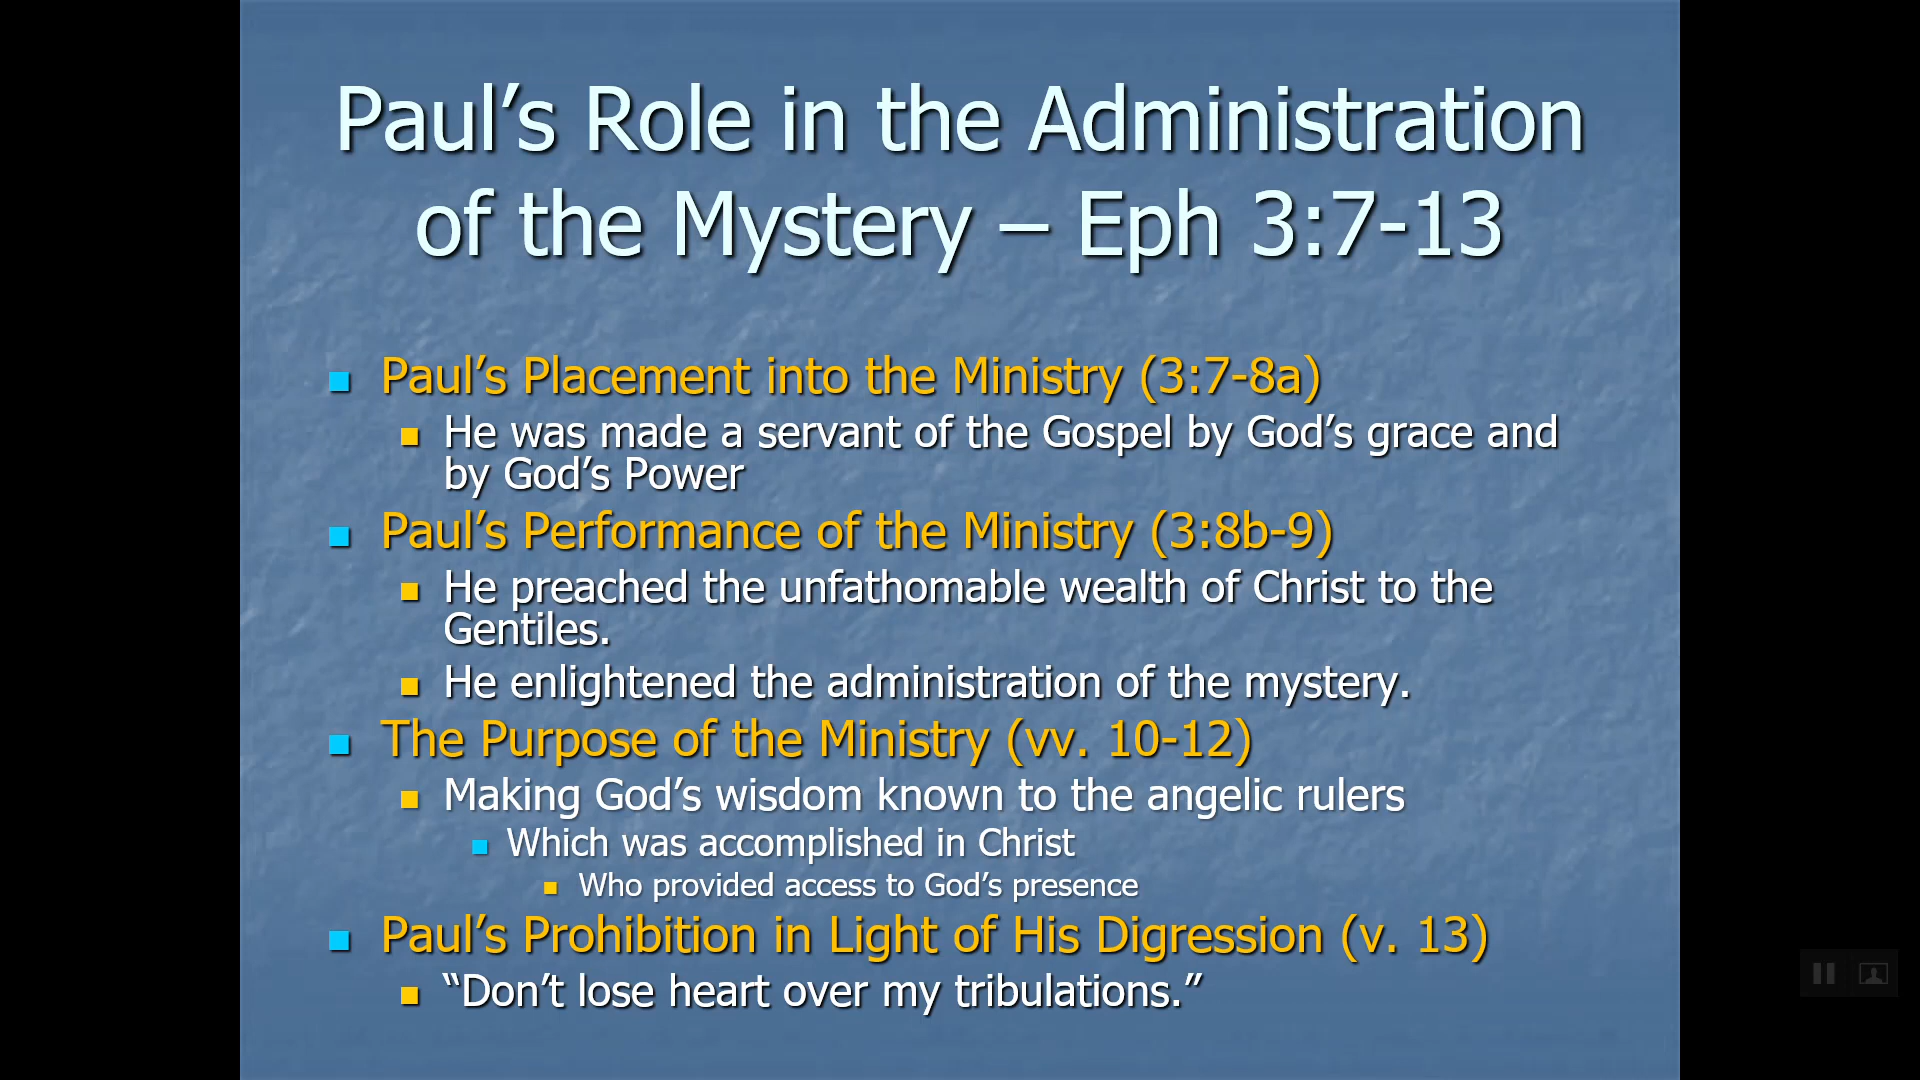 Paul’s Role in the Administration
of the Mystery – Eph 3:7-13
Paul’s Placement into the Ministry (3:7-8a)
He was made a servant of the Gospel by God’s grace and
by God’s Power
Paul’s Performance of the Ministry (3:8b-9)
He preached the unfathomable wealth of Christ to the
Gentiles.
He enlightened the administration of the mystery.
The Purpose of the Ministry (vv. 10-12)
Making God’s wisdom known to the angelic rulers
Which was accomplished in Christ
Who provided access to God’s presence
Paul’s Prohibition in Light of His Digression (v. 13)
“Don’t lose heart over my tribulations.”